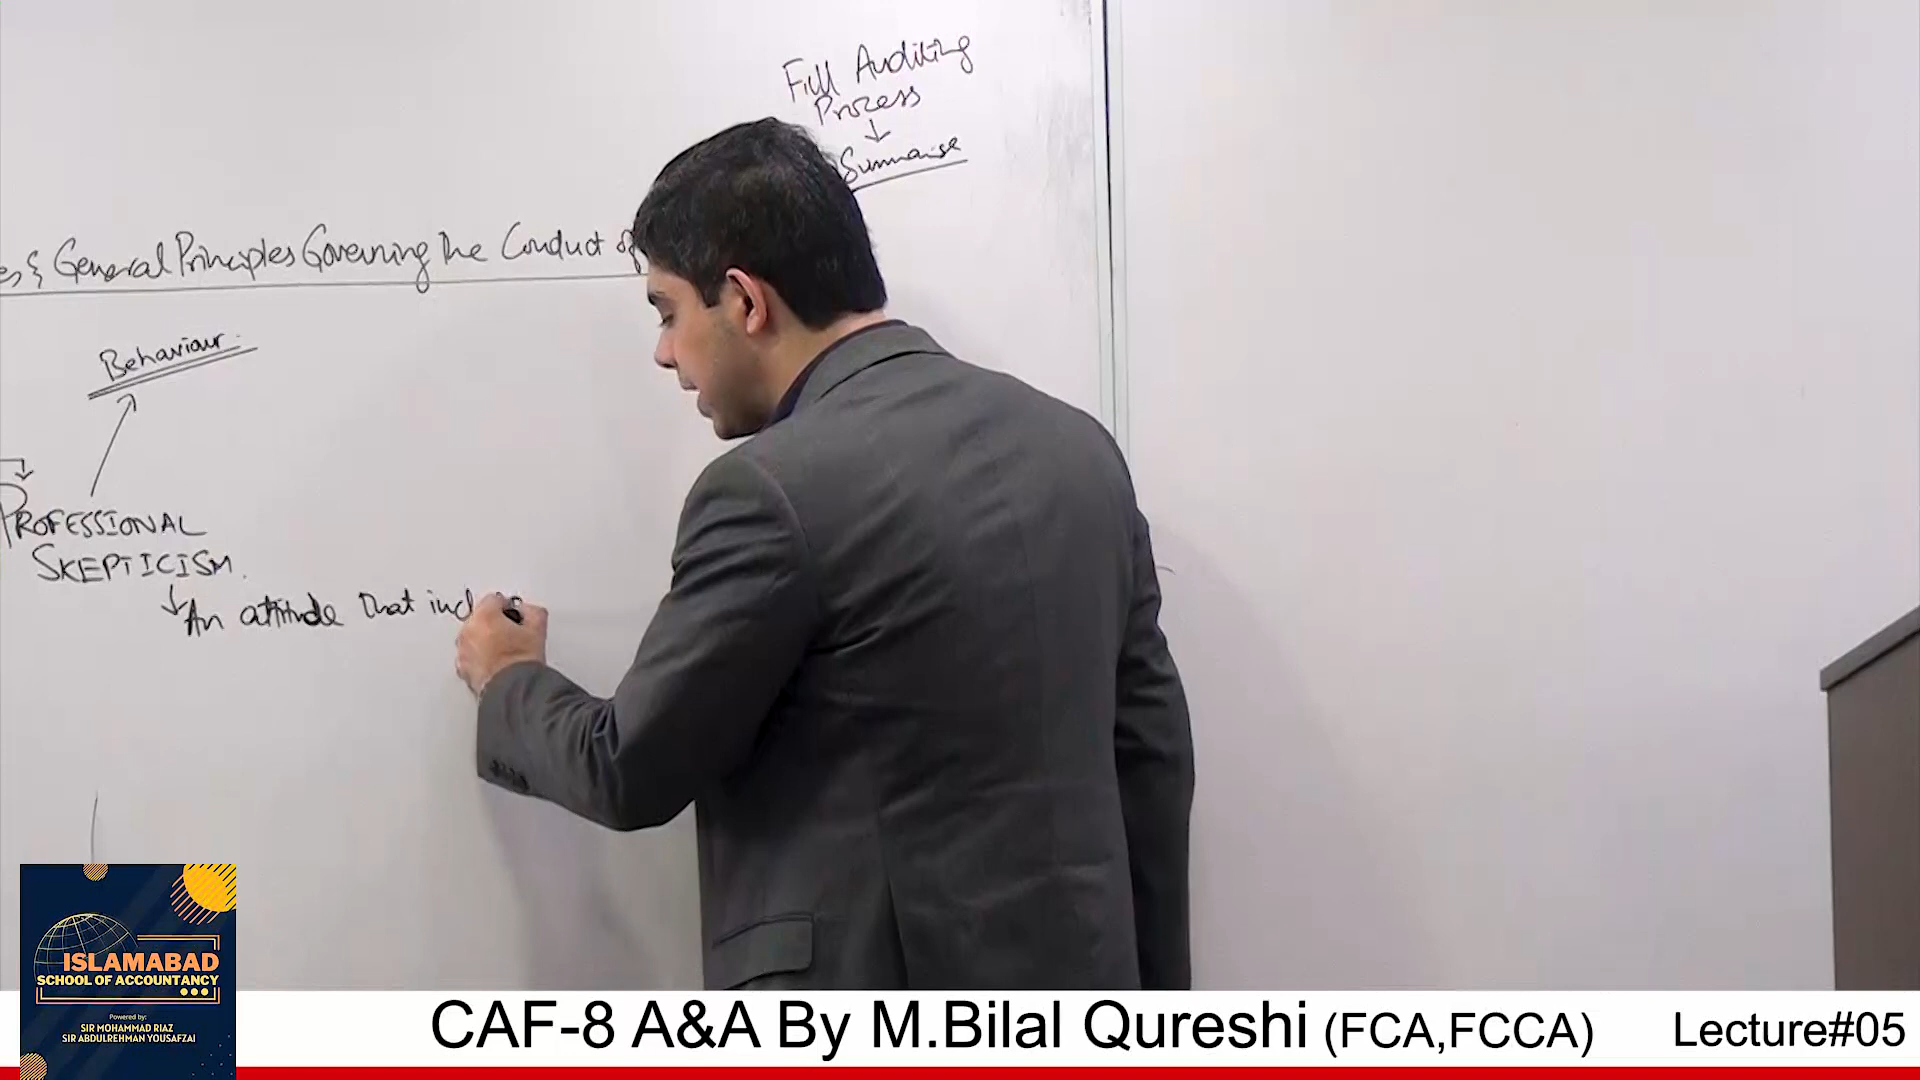 Full Auditing
Process
Summarise
es & General Principles Governing the Conduct of
Behaviour.
PROFESSIONAL
SKEPTICISM.
An attitude that incl
ISLAMABAD
SCHOOL OF ACCOUNTANCY
Powered by:
SIR MOHAMMAD RIAZ
SIR ABDULREHMAN YOUSAFZAI
CAF-8 A&A By M.Bilal Qureshi (FCA,FCCA) Lecture#05